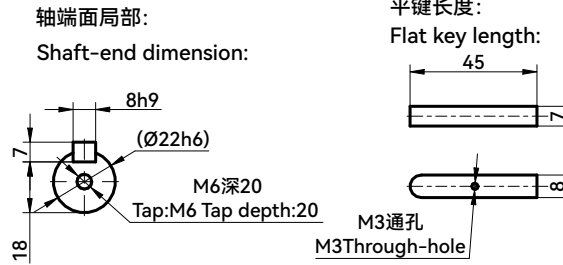 轴端面局部：
Shaft-end dimension:
8h9
(Ø22h6)
7
18
M6深20
Tap:M6 Tap depth:20
平键长度：
Flat key length:
45
7
8
M3通孔
M3Through-hole